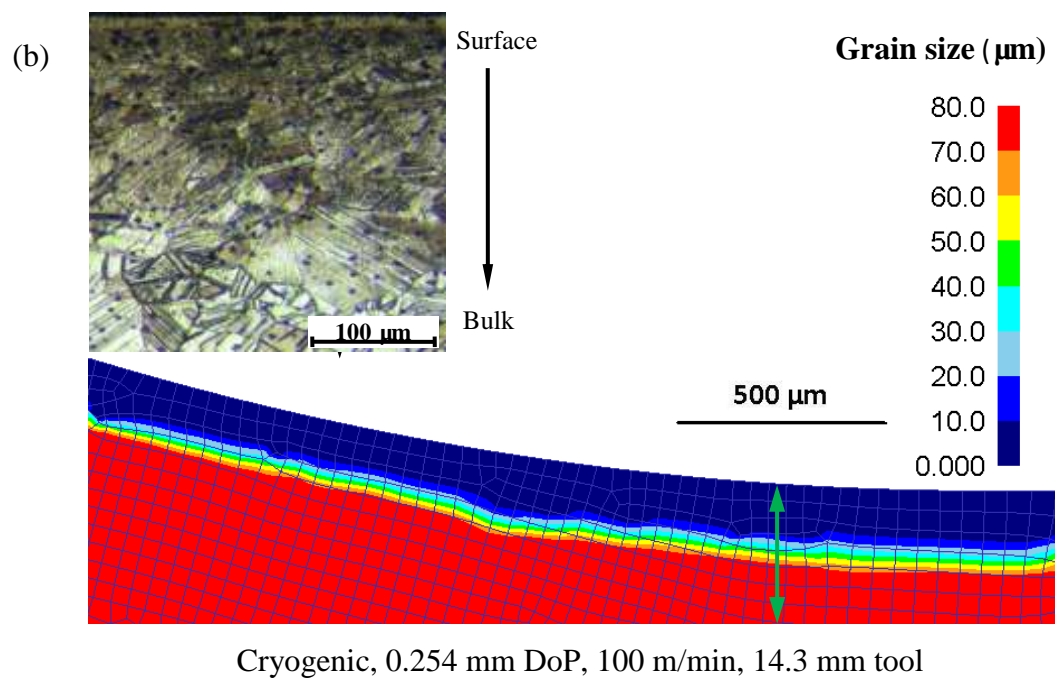 (b)
Surface
Bulk
100 µm
Grain size (µm)
80.0
70.0
60.0
50.0
40.0
30.0
20.0
10.0
0.000
500 µm
Cryogenic, 0.254 mm DoP, 100 m/min, 14.3 mm tool